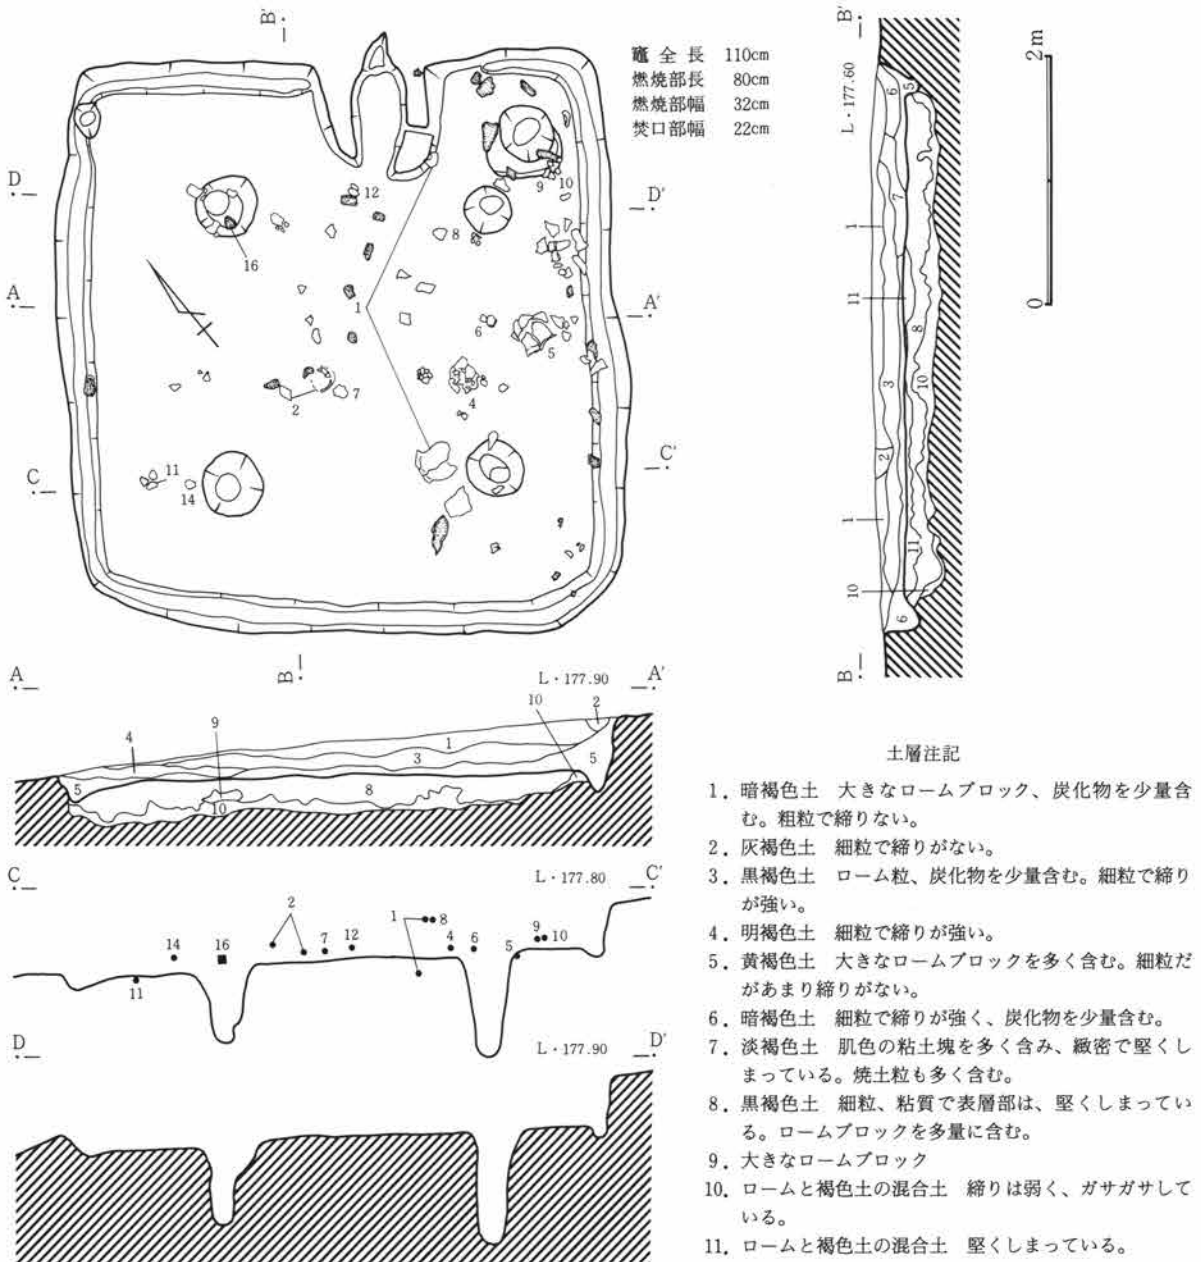 B'
竈 全 長 110cm
燃焼部長 80cm
燃焼部幅 32cm
焚口部幅 22cm
D
D'
12
9 10
8
16
A
A'
1
6
5
2
7
4
C
C'
11
14
B
B'
L・177.60
2m
0
6
5
7
1
11
8
3
10
2
1
11
10
6
B
A
A'
L・177.90
10
2
9
4
1
3
5
5
8
10
C
C'
L・177.80
2
1
8
14
16
7
12
4
6
9
10
5
11
D
D'
L・177.90
土層注記
1. 暗褐色土 大きなロームブロック、炭化物を少量含
む。粗粒で締りない。
2. 灰褐色土 細粒で締りがない。
3. 黒褐色土 ローム粒、炭化物を少量含む。細粒で締り
が強い。
4. 明褐色土 細粒で締りが強い。
5. 黄褐色土 大きなロームブロックを多く含む。細粒だ
があまり締りがない。
6. 暗褐色土 細粒で締りが強く、炭化物を少量含む。
7. 淡褐色土 肌色の粘土塊を多く含み、緻密で堅くし
まっている。焼土粒も多く含む。
8. 黒褐色土 細粒、粘質で表層部は、堅くしまってい
る。ロームブロックを多量に含む。
9. 大きなロームブロック
10. ロームと褐色土の混合土 締りは弱く、ガサガサして
いる。
11. ロームと褐色土の混合土 堅くしまっている。